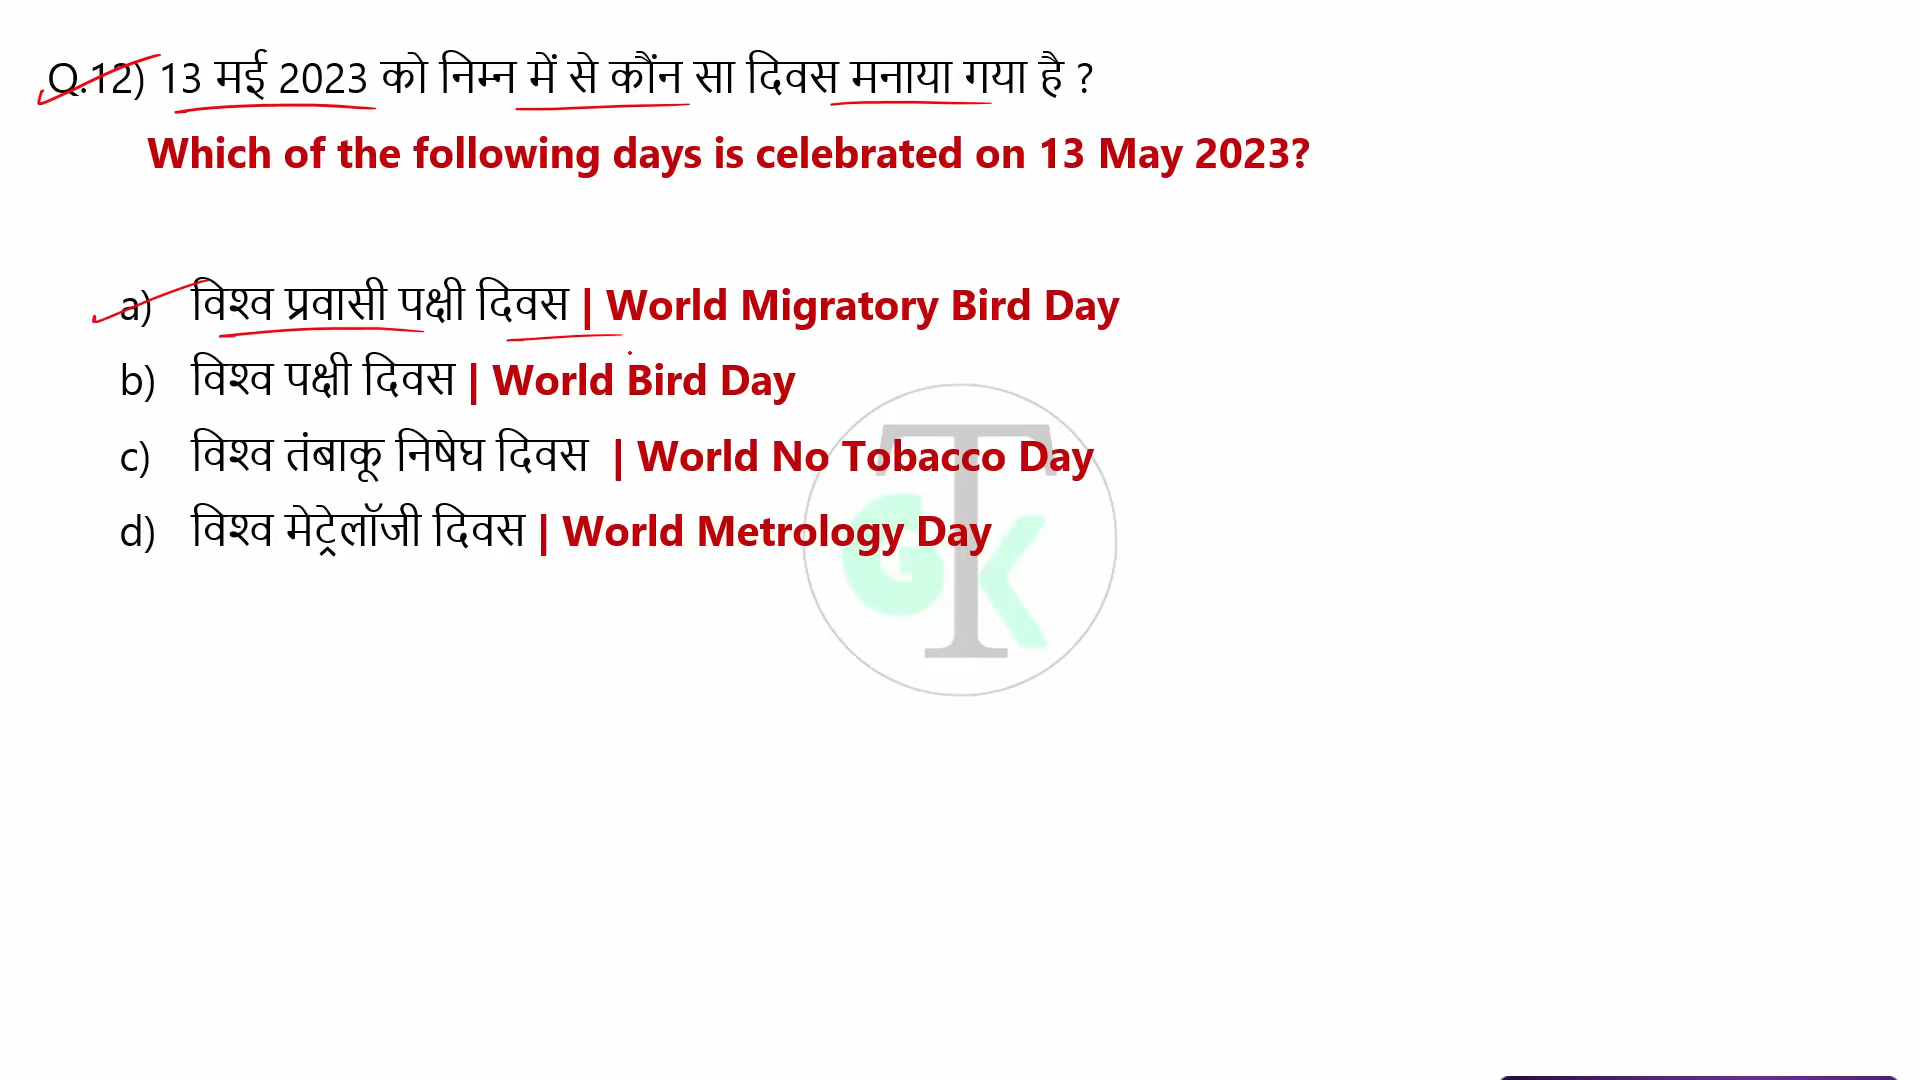 Q.12) 13 मई 2023 को निम्न में से कौंन सा दिवस मनाया गया है ?
Which of the following days is celebrated on 13 May 2023?
a) विश्व प्रवासी पक्षी दिवस | World Migratory Bird Day
b) विश्व पक्षी दिवस | World Bird Day
c) विश्व तंबाकू निषेघ दिवस | World No Tobacco Day
d) विश्व मेट्रेलॉजी दिवस | World Metrology Day
GTK